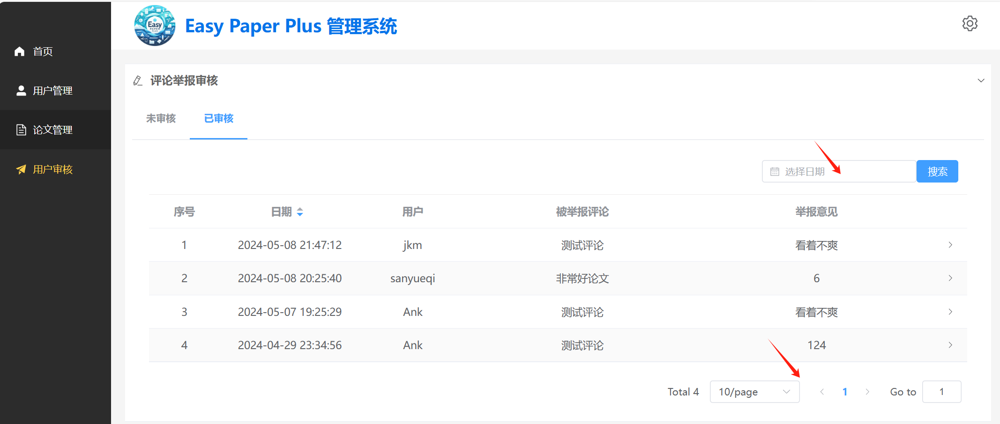 Easy
PAPER
PLUS
Easy Paper Plus 管理系统
首页
用户管理
论文管理
用户审核
评论举报审核
未审核 已审核
选择日期 搜索
序号 日期 用户 被举报评论 举报意见
1 2024-05-08 21:47:12 jkm 测试评论 看着不爽
2 2024-05-08 20:25:40 sanyueqi 非常好论文 6
3 2024-05-07 19:25:29 Ank 测试评论 看着不爽
4 2024-04-29 23:34:56 Ank 测试评论 124
Total 4 10/page 1 Go to 1